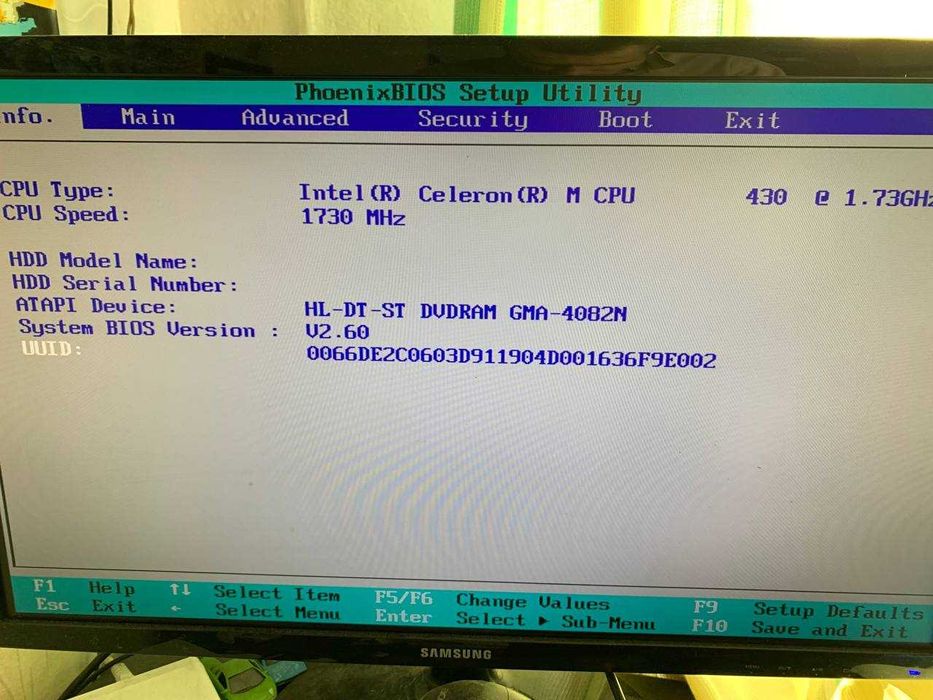 PhoenixBIOS Setup Utility
nfo. Main Advanced Security Boot Exit
CPU Type: Intel(R) Celeron(R) M CPU 430 @ 1.73GHz
CPU Speed: 1730 MHz
HDD Model Name:
HDD Serial Number:
ATAPI Device: HL-DT-ST DVDRAM GMA-4082N
System BIOS Version : V2.60
UUID: 0066DE2C0603D911904D001636F9E002
F1 Help ↑↓ Select Item F5/F6 Change Values F9 Setup Defaults
Esc Exit ← Select Menu Enter Select ▶ Sub-Menu F10 Save and Exit
SAMSUNG